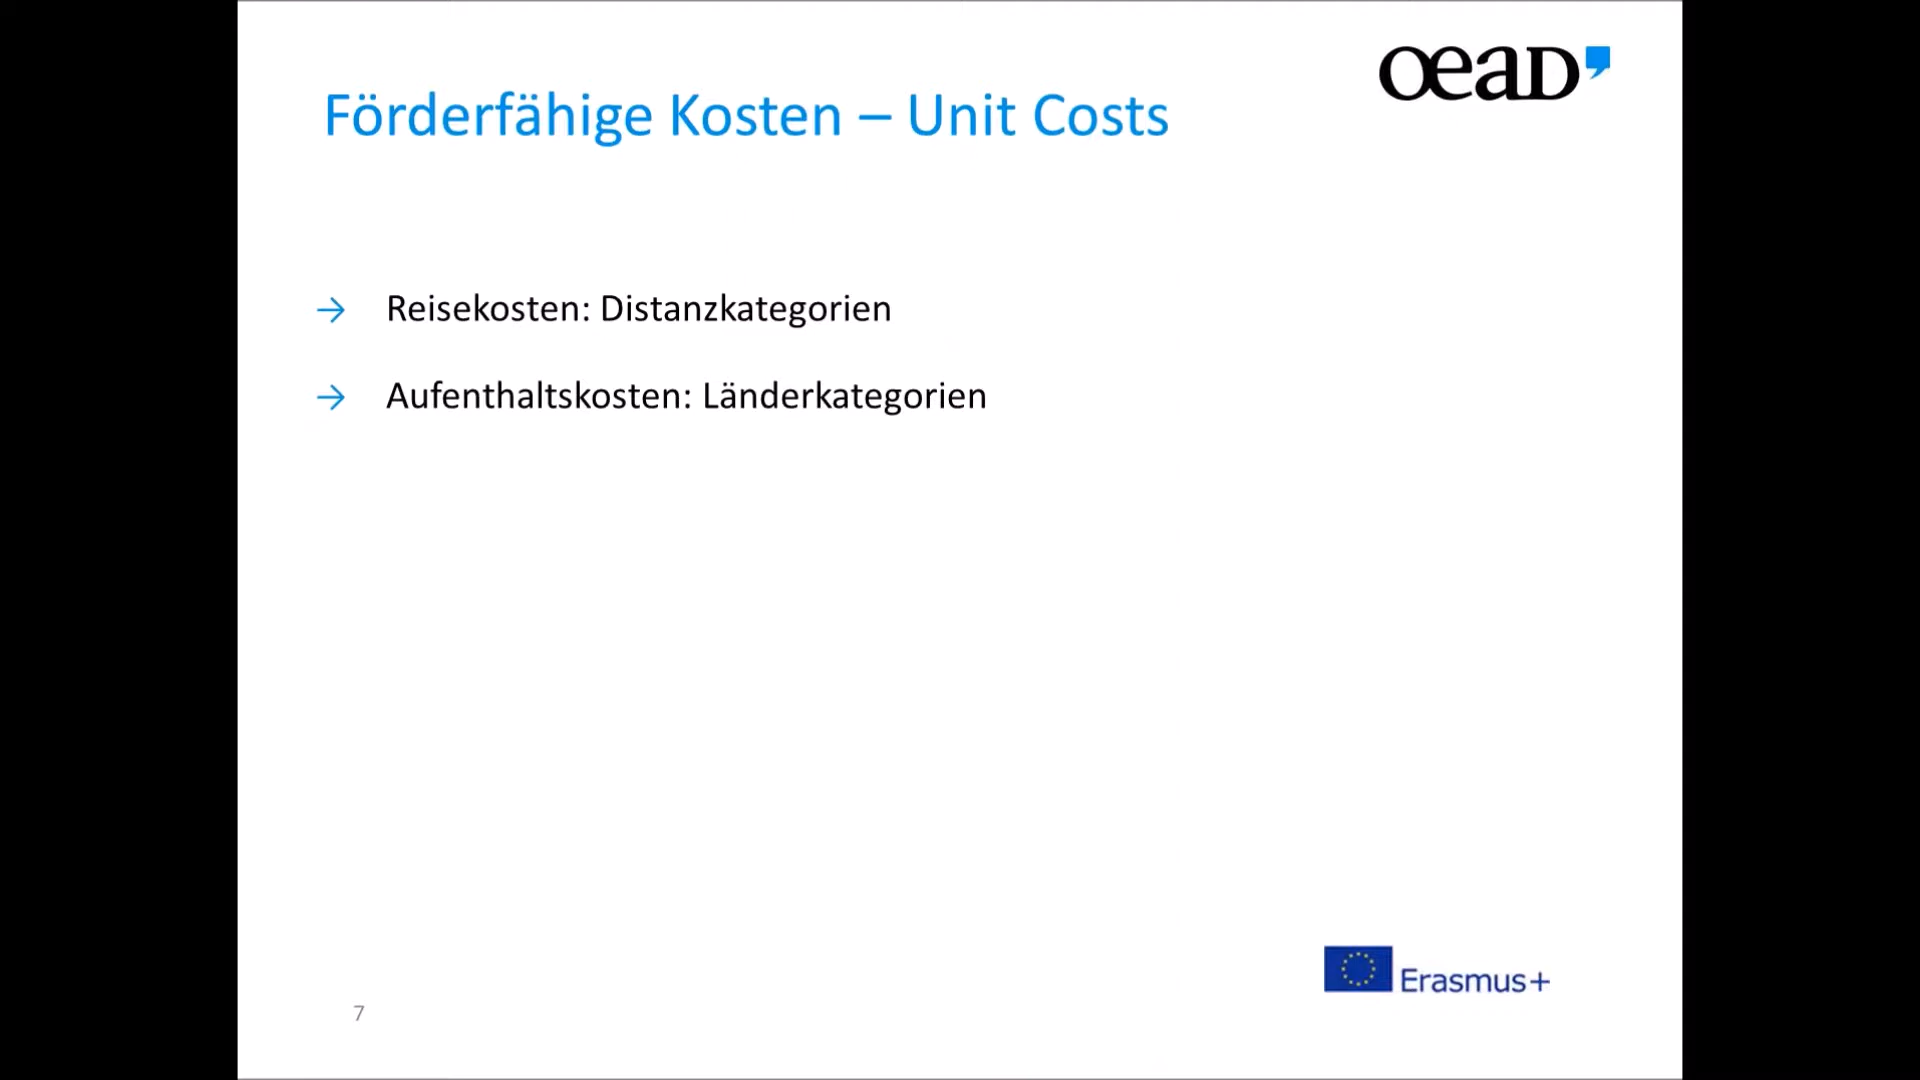 OeAD
Förderfähige Kosten – Unit Costs
→ Reisekosten: Distanzkategorien
→ Aufenthaltskosten: Länderkategorien
Erasmus+
7